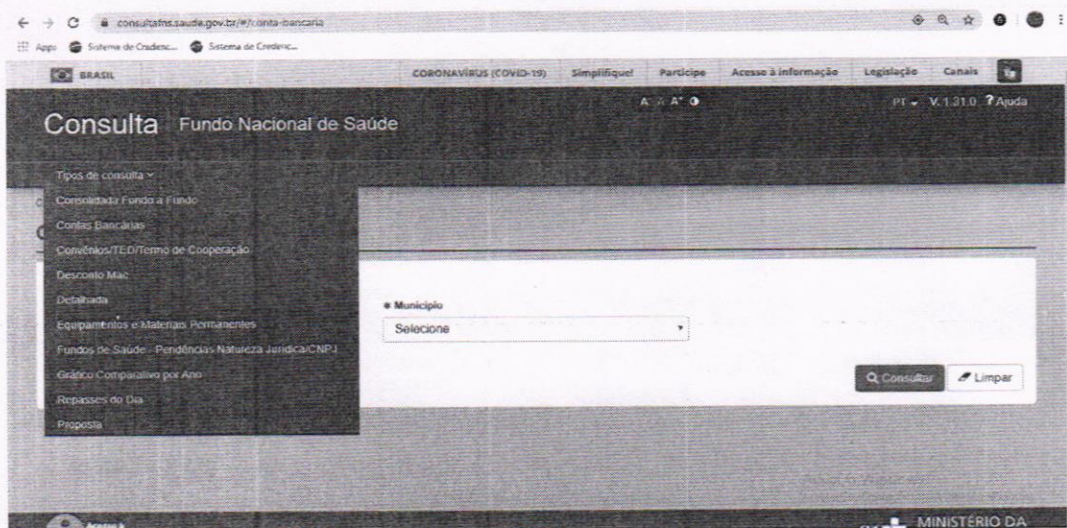 consultafns.saude.gov.br/#/conta-bancaria
Apps Sistema de Credenc... Sistema de Credenc...
BRASIL CORONAVÍRUS (COVID-19) Simplifique! Participe Acesso à informação Legislação Canais
A- A A+ PT V.1.31.0 ? Ajuda
Consulta Fundo Nacional de Saúde
Tipos de consulta
Consolidada Fundo a Fundo
Contas Bancárias
Convênios/TED/Termo de Cooperação
Desconto Mac
Detalhada
* Município
Equipamentos e Materiais Permanentes
Selecione
Fundos de Saúde - Pendências Natureza Jurídica/CNPJ
Gráfico Comparativo por Ano
Consultar Limpar
Repasses do Dia
Proposta
Acesso à
MINISTÉRIO DA